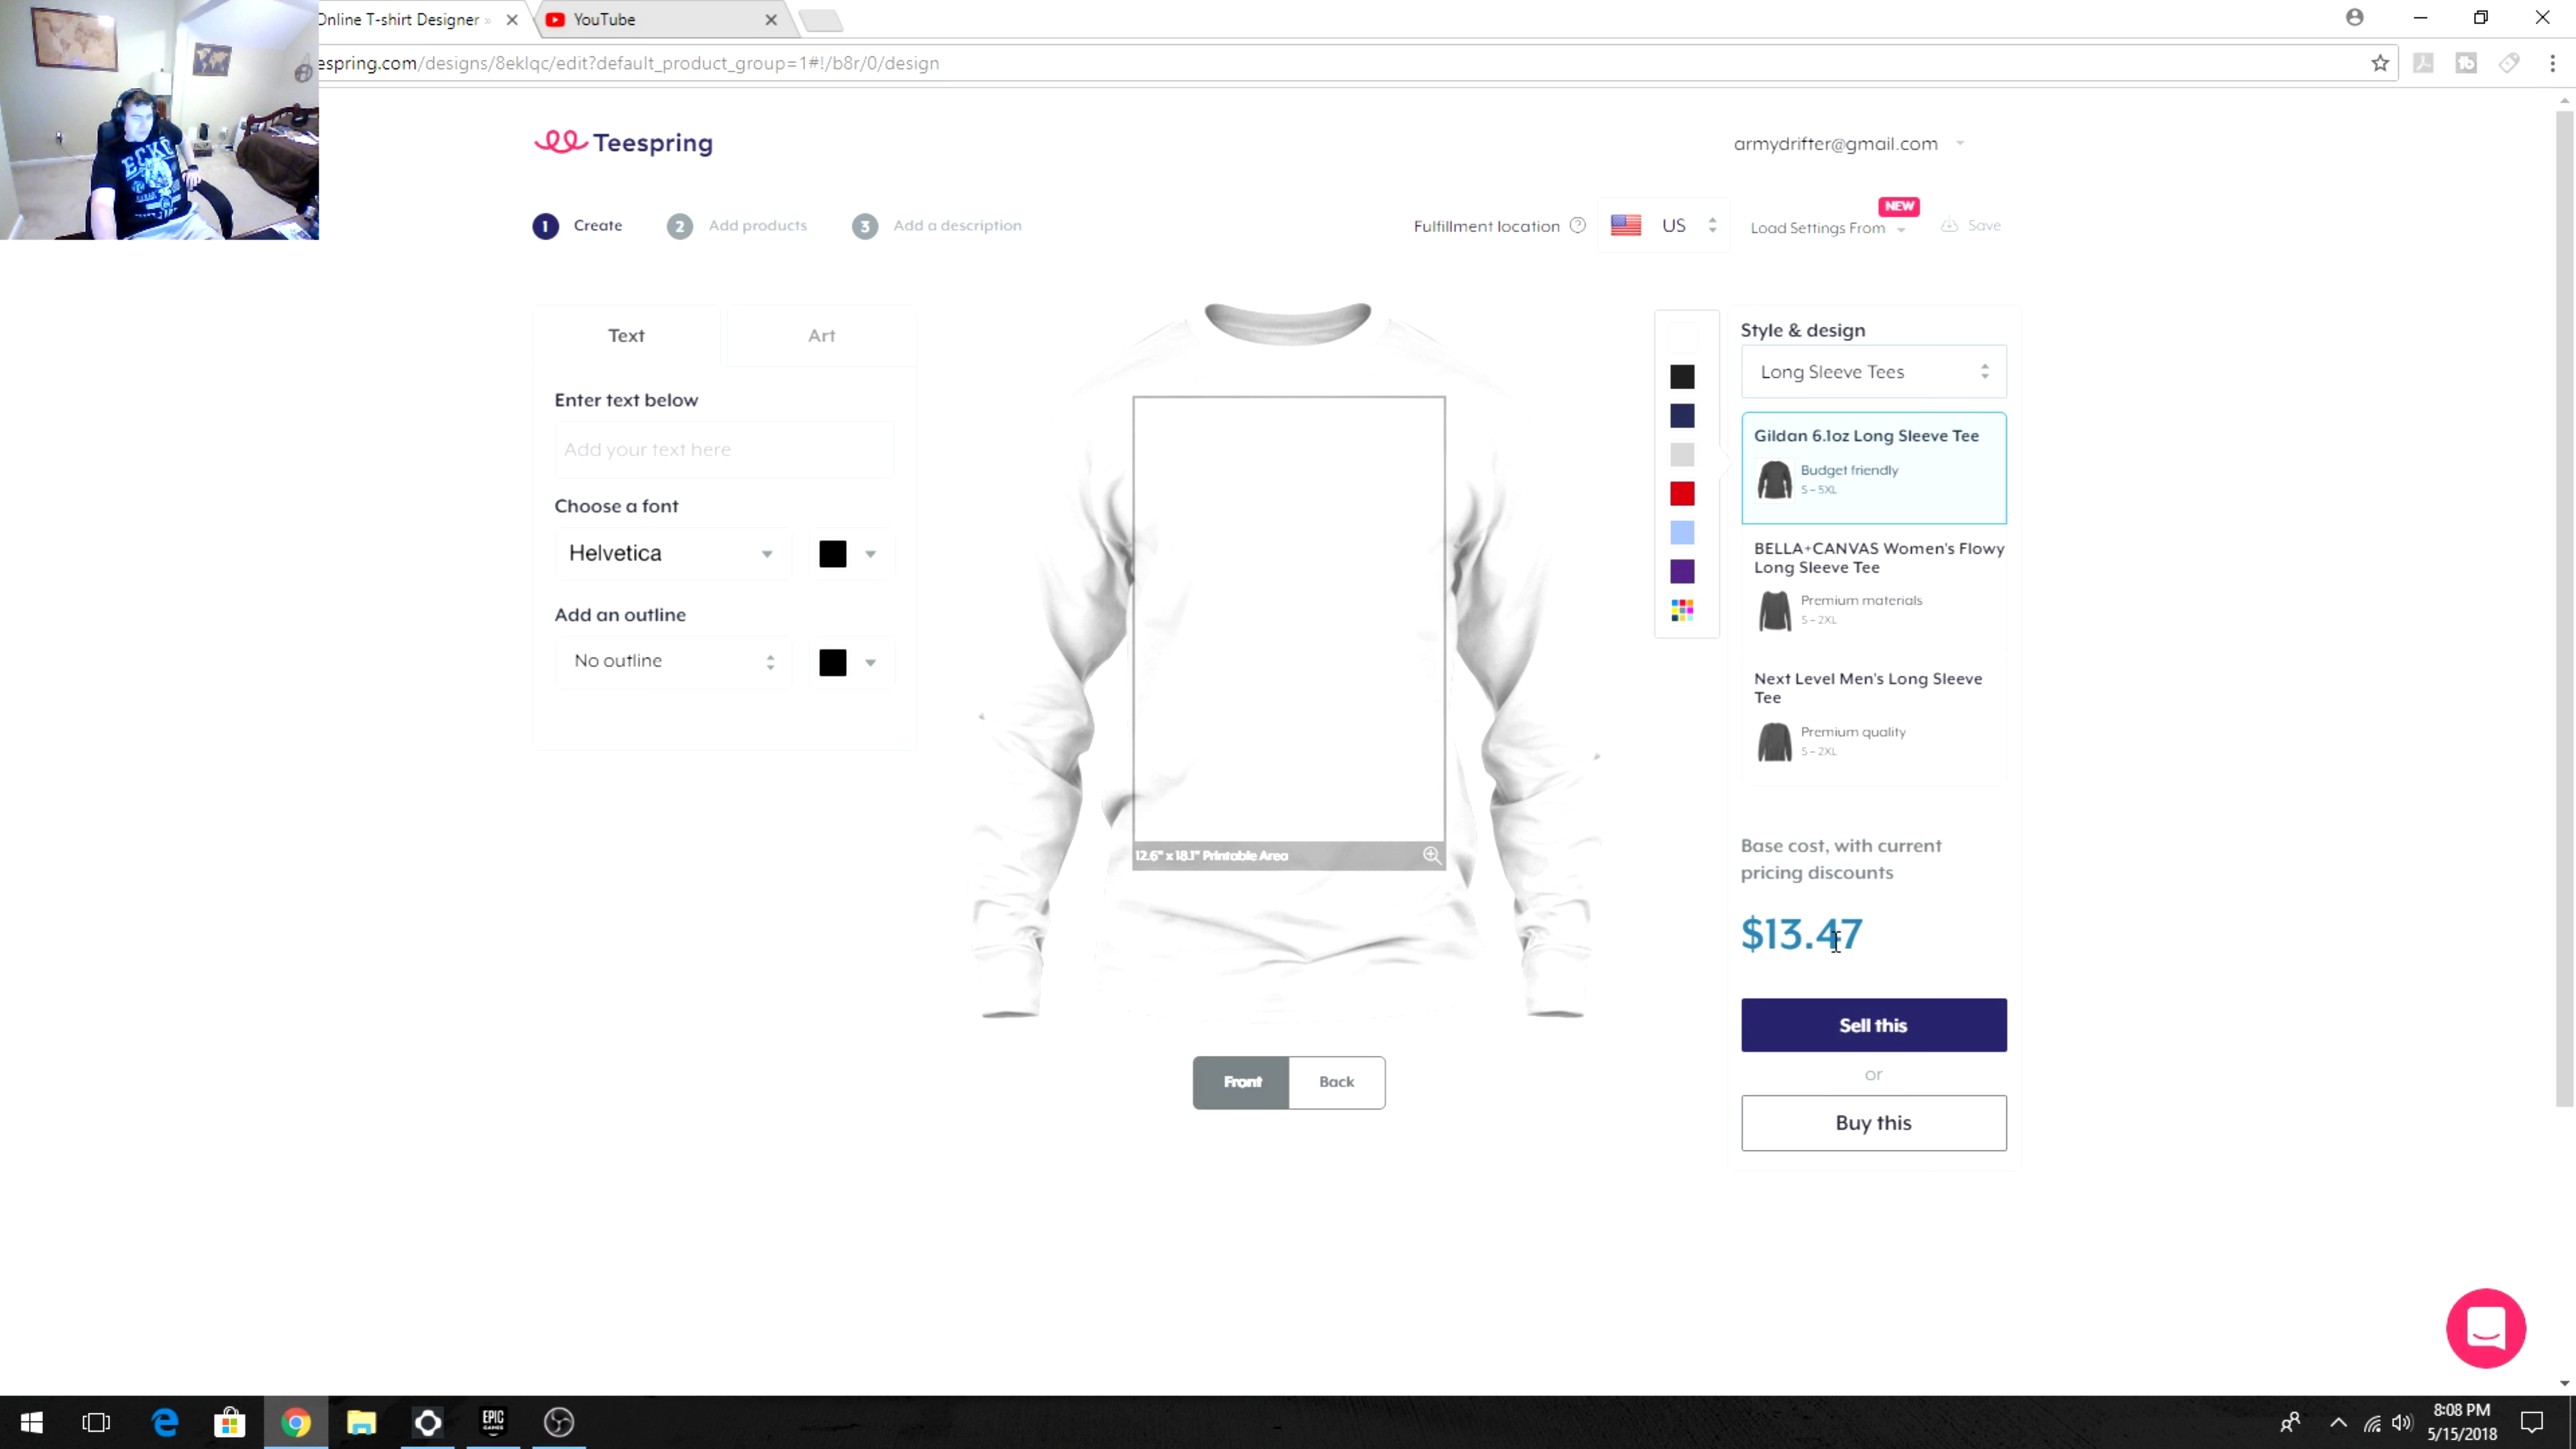 Online T-shirt Designer »
YouTube
espring.com/designs/8eklqc/edit?default_product_group=1#!/b8r/0/design
Teespring
armydrifter@gmail.com
1 Create
2 Add products
3 Add a description
Fulfillment location ?
US
Load Settings From
NEW
Save
Text
Art
Enter text below
Add your text here
Choose a font
Helvetica
Add an outline
No outline
12.6" x 18.1" Printable Area
Front
Back
Style & design
Long Sleeve Tees
Gildan 6.1oz Long Sleeve Tee
Budget friendly
S – 5XL
BELLA+CANVAS Women's Flowy
Long Sleeve Tee
Premium materials
S – 2XL
Next Level Men's Long Sleeve
Tee
Premium quality
S – 2XL
Base cost, with current
pricing discounts
$13.47
Sell this
or
Buy this
ECKO
EPIC
GAMES
8:08 PM
5/15/2018